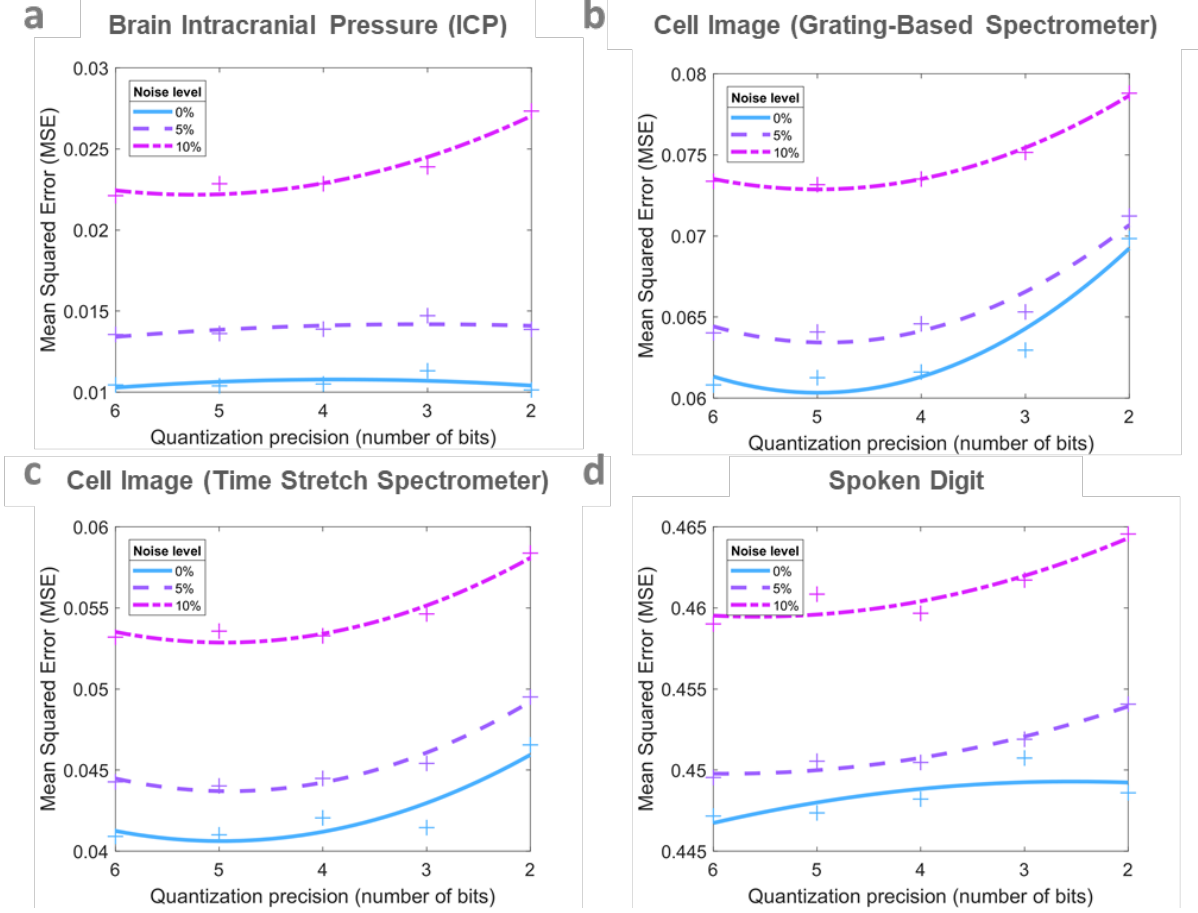 a
Brain Intracranial Pressure (ICP)
0.03
0.025
0.02
0.015
0.01
Mean Squared Error (MSE)
Noise level
0%
5%
10%
6 5 4 3 2
Quantization precision (number of bits)
b
Cell Image (Grating-Based Spectrometer)
0.08
0.075
0.07
0.065
0.06
Mean Squared Error (MSE)
Noise level
0%
5%
10%
6 5 4 3 2
Quantization precision (number of bits)
c
Cell Image (Time Stretch Spectrometer)
0.06
0.055
0.05
0.045
0.04
Mean Squared Error (MSE)
Noise level
0%
5%
10%
6 5 4 3 2
Quantization precision (number of bits)
d
Spoken Digit
0.465
0.46
0.455
0.45
0.445
Mean Squared Error (MSE)
Noise level
0%
5%
10%
6 5 4 3 2
Quantization precision (number of bits)